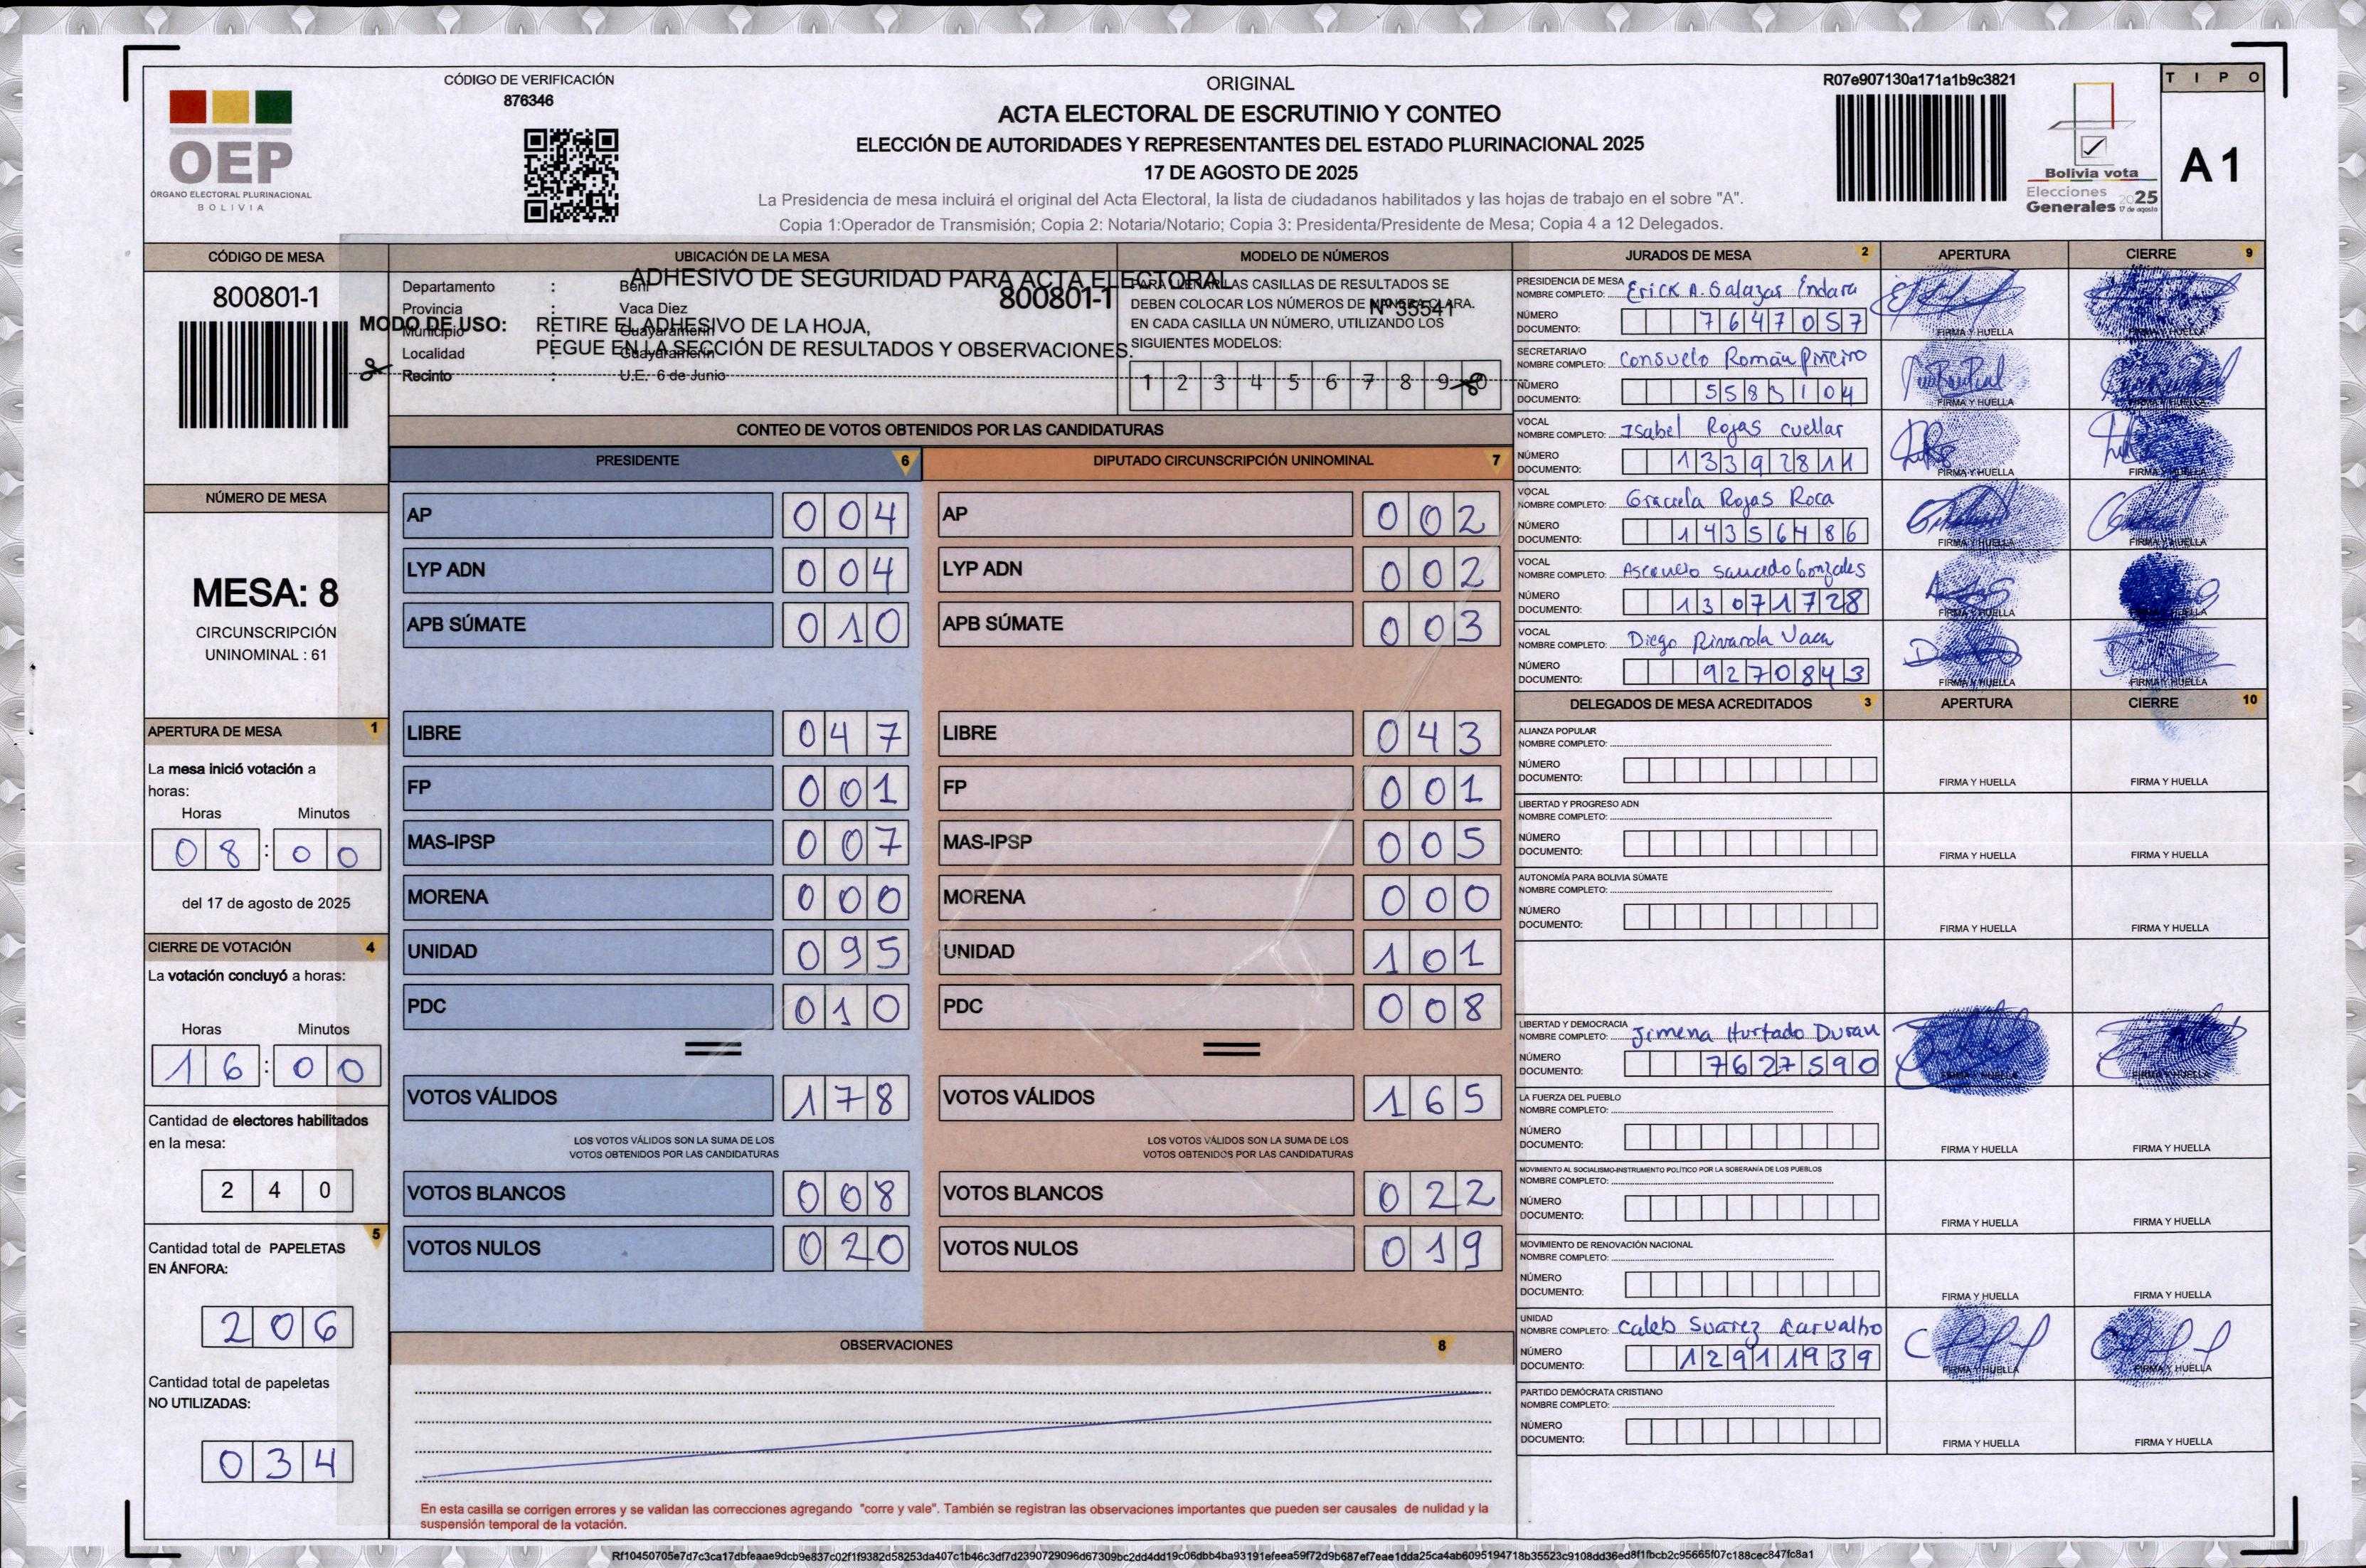 CÓDIGO DE VERIFICACIÓN
876346
OEP
ÓRGANO ELECTORAL PLURINACIONAL
BOLIVIA
ORIGINAL
ACTA ELECTORAL DE ESCRUTINIO Y CONTEO
ELECCIÓN DE AUTORIDADES Y REPRESENTANTES DEL ESTADO PLURINACIONAL 2025
17 DE AGOSTO DE 2025
La Presidencia de mesa incluirá el original del Acta Electoral, la lista de ciudadanos habilitados y las hojas de trabajo en el sobre "A".
Copia 1:Operador de Transmisión; Copia 2: Notaria/Notario; Copia 3: Presidenta/Presidente de Mesa; Copia 4 a 12 Delegados.
R07e907130a171a1b9c3821
Bolivia vota
Elecciones
Generales 2025
17 de agosto
TIPO
A1
CÓDIGO DE MESA
800801-1
NÚMERO DE MESA
MESA: 8
CIRCUNSCRIPCIÓN
UNINOMINAL : 61
APERTURA DE MESA 1
La mesa inició votación a
horas:
Horas Minutos
08:00
del 17 de agosto de 2025
CIERRE DE VOTACIÓN 4
La votación concluyó a horas:
Horas Minutos
16:00
Cantidad de electores habilitados
en la mesa:
240
5
Cantidad total de PAPELETAS
EN ÁNFORA:
206
Cantidad total de papeletas
NO UTILIZADAS:
034
UBICACIÓN DE LA MESA
ADHESIVO DE SEGURIDAD PARA ACTA ELECTORAL
Departamento : Beni
800801-1
Nº 35541
Provincia : Vaca Diez
MODO DE USO: RETIRE EL ADHESIVO DE LA HOJA,
Municipio : Guayaramerín
PEGUE EN LA SECCIÓN DE RESULTADOS Y OBSERVACIONES.
Localidad : Guayaramerín
Recinto : U.E. 6 de Junio
MODELO DE NÚMEROS
PARA LLENAR LAS CASILLAS DE RESULTADOS SE
DEBEN COLOCAR LOS NÚMEROS DE MANERA CLARA.
EN CADA CASILLA UN NÚMERO, UTILIZANDO LOS
SIGUIENTES MODELOS:
1 2 3 4 5 6 7 8 9 0
CONTEO DE VOTOS OBTENIDOS POR LAS CANDIDATURAS
PRESIDENTE 6
AP 004
LYP ADN 004
APB SÚMATE 010
LIBRE 047
FP 001
MAS-IPSP 007
MORENA 000
UNIDAD 095
PDC 010
VOTOS VÁLIDOS 178
LOS VOTOS VÁLIDOS SON LA SUMA DE LOS
VOTOS OBTENIDOS POR LAS CANDIDATURAS
VOTOS BLANCOS 008
VOTOS NULOS 020
DIPUTADO CIRCUNSCRIPCIÓN UNINOMINAL 7
AP 002
LYP ADN 002
APB SÚMATE 003
LIBRE 043
FP 001
MAS-IPSP 005
MORENA 000
UNIDAD 101
PDC 008
VOTOS VÁLIDOS 165
LOS VOTOS VÁLIDOS SON LA SUMA DE LOS
VOTOS OBTENIDOS POR LAS CANDIDATURAS
VOTOS BLANCOS 022
VOTOS NULOS 019
OBSERVACIONES 8
En esta casilla se corrigen errores y se validan las correcciones agregando "corre y vale". También se registran las observaciones importantes que pueden ser causales de nulidad y la
suspensión temporal de la votación.
JURADOS DE MESA 2 APERTURA CIERRE 9
PRESIDENCIA DE MESA
NOMBRE COMPLETO: Erick A. Salazar Endara
NÚMERO
DOCUMENTO: 7647057
FIRMA Y HUELLA FIRMA Y HUELLA
SECRETARIA/O
NOMBRE COMPLETO: Consuelo Román Piñeiro
NÚMERO
DOCUMENTO: 5583104
FIRMA Y HUELLA FIRMA Y HUELLA
VOCAL
NOMBRE COMPLETO: Isabel Rojas Cuellar
NÚMERO
DOCUMENTO: 13392811
FIRMA Y HUELLA FIRMA Y HUELLA
VOCAL
NOMBRE COMPLETO: Graciela Rojas Roca
NÚMERO
DOCUMENTO: 14356486
FIRMA Y HUELLA FIRMA Y HUELLA
VOCAL
NOMBRE COMPLETO: Saucedo Gonzales
NÚMERO
DOCUMENTO: 13071728
FIRMA Y HUELLA FIRMA Y HUELLA
VOCAL
NOMBRE COMPLETO: Diego Rivarola Vaca
NÚMERO
DOCUMENTO: 9270843
FIRMA Y HUELLA FIRMA Y HUELLA
DELEGADOS DE MESA ACREDITADOS 3 APERTURA CIERRE 10
ALIANZA POPULAR
NOMBRE COMPLETO:
NÚMERO
DOCUMENTO:
FIRMA Y HUELLA FIRMA Y HUELLA
LIBERTAD Y PROGRESO ADN
NOMBRE COMPLETO:
NÚMERO
DOCUMENTO:
FIRMA Y HUELLA FIRMA Y HUELLA
AUTONOMÍA PARA BOLIVIA SÚMATE
NOMBRE COMPLETO:
NÚMERO
DOCUMENTO:
FIRMA Y HUELLA FIRMA Y HUELLA
LIBERTAD Y DEMOCRACIA
NOMBRE COMPLETO: Jimena Hurtado Duran
NÚMERO
DOCUMENTO: 7627590
FIRMA Y HUELLA FIRMA Y HUELLA
LA FUERZA DEL PUEBLO
NOMBRE COMPLETO:
NÚMERO
DOCUMENTO:
FIRMA Y HUELLA FIRMA Y HUELLA
MOVIMIENTO AL SOCIALISMO-INSTRUMENTO POLÍTICO POR LA SOBERANÍA DE LOS PUEBLOS
NOMBRE COMPLETO:
NÚMERO
DOCUMENTO:
FIRMA Y HUELLA FIRMA Y HUELLA
MOVIMIENTO DE RENOVACIÓN NACIONAL
NOMBRE COMPLETO:
NÚMERO
DOCUMENTO:
FIRMA Y HUELLA FIRMA Y HUELLA
UNIDAD
NOMBRE COMPLETO: Caleb Suarez Carvalho
NÚMERO
DOCUMENTO: 12911939
FIRMA Y HUELLA FIRMA Y HUELLA
PARTIDO DEMÓCRATA CRISTIANO
NOMBRE COMPLETO:
NÚMERO
DOCUMENTO:
FIRMA Y HUELLA FIRMA Y HUELLA